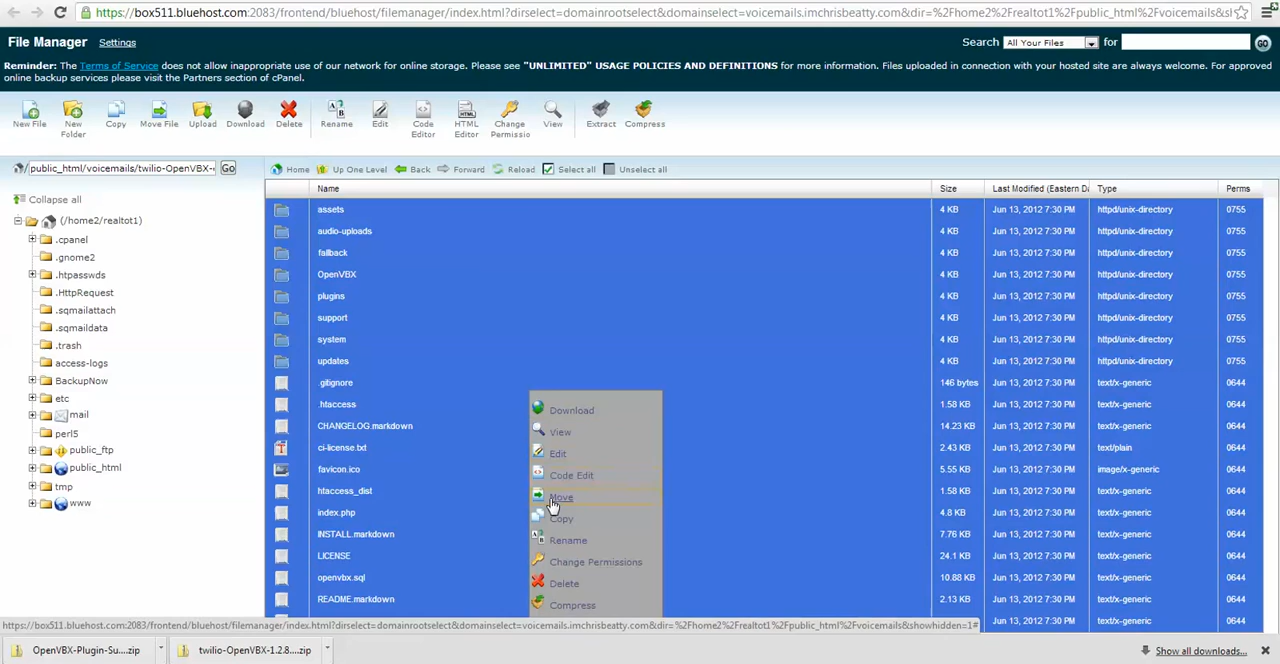 https://box511.bluehost.com:2083/frontend/bluehost/filemanager/index.html?dirselect=domainrootselect&domainselect=voicemails.imchrisbeatty.com&dir=%2Fhome2%2Frealtot1%2Fpublic_html%2Fvoicemails&sl
File Manager Settings
Search All Your Files for GO
Reminder: The Terms of Service does not allow inappropriate use of our network for online storage. Please see "UNLIMITED" USAGE POLICIES AND DEFINITIONS for more information. Files uploaded in connection with your hosted site are always welcome. For approved
online backup services please visit the Partners section of cPanel.
New File New Folder Copy Move File Upload Download Delete Rename Edit Code Editor HTML Editor Change Permissio View Extract Compress
/ public_html/voicemails/twilio-OpenVBX- Go
Home Up One Level Back Forward Reload Select all Unselect all
Collapse all
(/home2/realtot1)
.cpanel
.gnome2
.htpasswds
.HttpRequest
.sqmailattach
.sqmaildata
.trash
access-logs
BackupNow
etc
mail
perl5
public_ftp
public_html
tmp
www
Name Size Last Modified (Eastern Da Type Perms
assets 4 KB Jun 13, 2012 7:30 PM httpd/unix-directory 0755
audio-uploads 4 KB Jun 13, 2012 7:30 PM httpd/unix-directory 0755
fallback 4 KB Jun 13, 2012 7:30 PM httpd/unix-directory 0755
OpenVBX 4 KB Jun 13, 2012 7:30 PM httpd/unix-directory 0755
plugins 4 KB Jun 13, 2012 7:30 PM httpd/unix-directory 0755
support 4 KB Jun 13, 2012 7:30 PM httpd/unix-directory 0755
system 4 KB Jun 13, 2012 7:30 PM httpd/unix-directory 0755
updates 4 KB Jun 13, 2012 7:30 PM httpd/unix-directory 0755
.gitignore 146 bytes Jun 13, 2012 7:30 PM text/x-generic 0644
.htaccess 1.58 KB Jun 13, 2012 7:30 PM text/x-generic 0644
CHANGELOG.markdown 14.23 KB Jun 13, 2012 7:30 PM text/x-generic 0644
ci-license.txt 2.43 KB Jun 13, 2012 7:30 PM text/plain 0644
favicon.ico 5.55 KB Jun 13, 2012 7:30 PM image/x-generic 0644
htaccess_dist 1.58 KB Jun 13, 2012 7:30 PM text/x-generic 0644
index.php 4.8 KB Jun 13, 2012 7:30 PM text/x-generic 0644
INSTALL.markdown 7.76 KB Jun 13, 2012 7:30 PM text/x-generic 0644
LICENSE 24.1 KB Jun 13, 2012 7:30 PM text/x-generic 0644
openvbx.sql 10.88 KB Jun 13, 2012 7:30 PM text/x-generic 0644
README.markdown 2.13 KB Jun 13, 2012 7:30 PM text/x-generic 0644
Jun 13, 2012 7:30 PM text/x-generic 0644
Download
View
Edit
Code Edit
Move
Copy
Rename
Change Permissions
Delete
Compress
https://box511.bluehost.com:2083/frontend/bluehost/filemanager/index.html?dirselect=domainrootselect&domainselect=voicemails.imchrisbeatty.com&dir=%2Fhome2%2Frealtot1%2Fpublic_html%2Fvoicemails&showhidden=1#
OpenVBX-Plugin-Su....zip twilio-OpenVBX-1.2.8....zip Show all downloads...